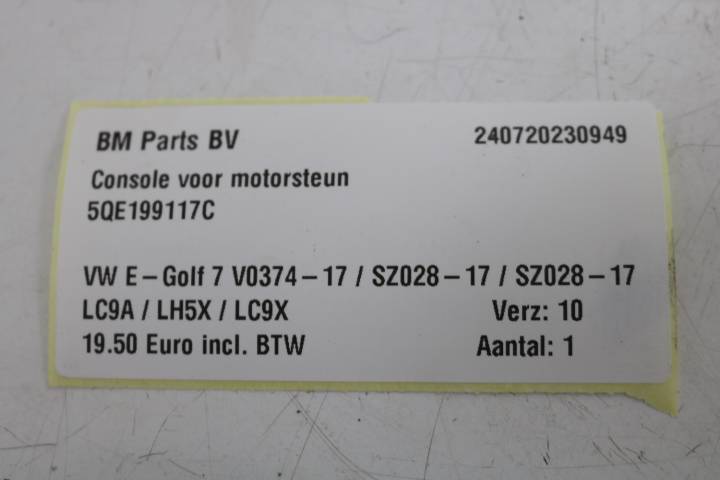 BM Parts BV 240720230949
Console voor motorsteun
5QE199117C
VW E-Golf 7 V0374-17 / SZ028-17 / SZ028-17
LC9A / LH5X / LC9X Verz: 10
19.50 Euro incl. BTW Aantal: 1